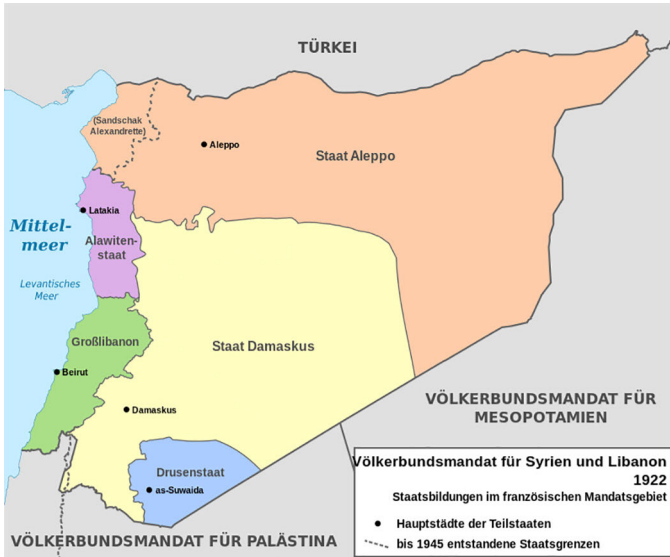 TÜRKEI
(Sandschak
Alexandrette)
Aleppo
Staat Aleppo
Latakia
Mittel-
meer
Alawiten-
staat
Levantisches
Meer
Großlibanon
Staat Damaskus
Beirut
Damaskus
VÖLKERBUNDSMANDAT FÜR
MESOPOTAMIEN
Drusenstaat
as-Suwaida
VÖLKERBUNDSMANDAT FÜR PALÄSTINA
Völkerbundsmandat für Syrien und Libanon
1922
Staatsbildungen im französischen Mandatsgebiet
Hauptstädte der Teilstaaten
bis 1945 entstandene Staatsgrenzen